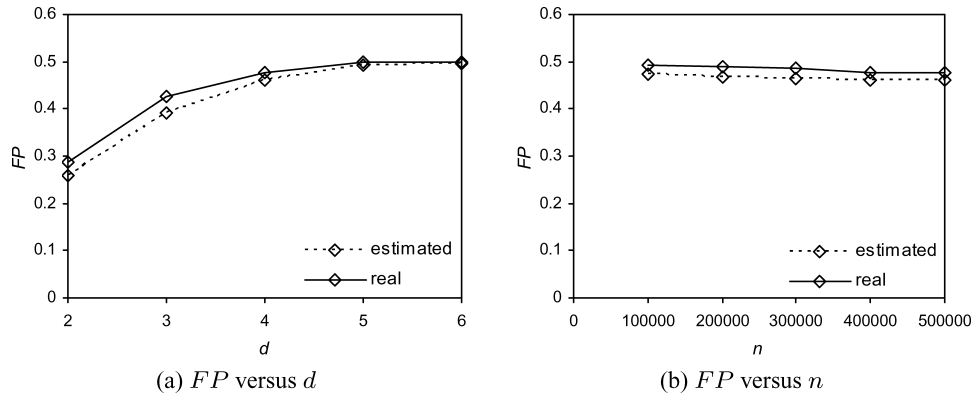 0.6
0.5
0.4
0.3
0.2
0.1
0
FP
2 3 4 5 6
d
estimated
real
(a) FP versus d
0.6
0.5
0.4
0.3
0.2
0.1
0
FP
0 100000 200000 300000 400000 500000
n
estimated
real
(b) FP versus n